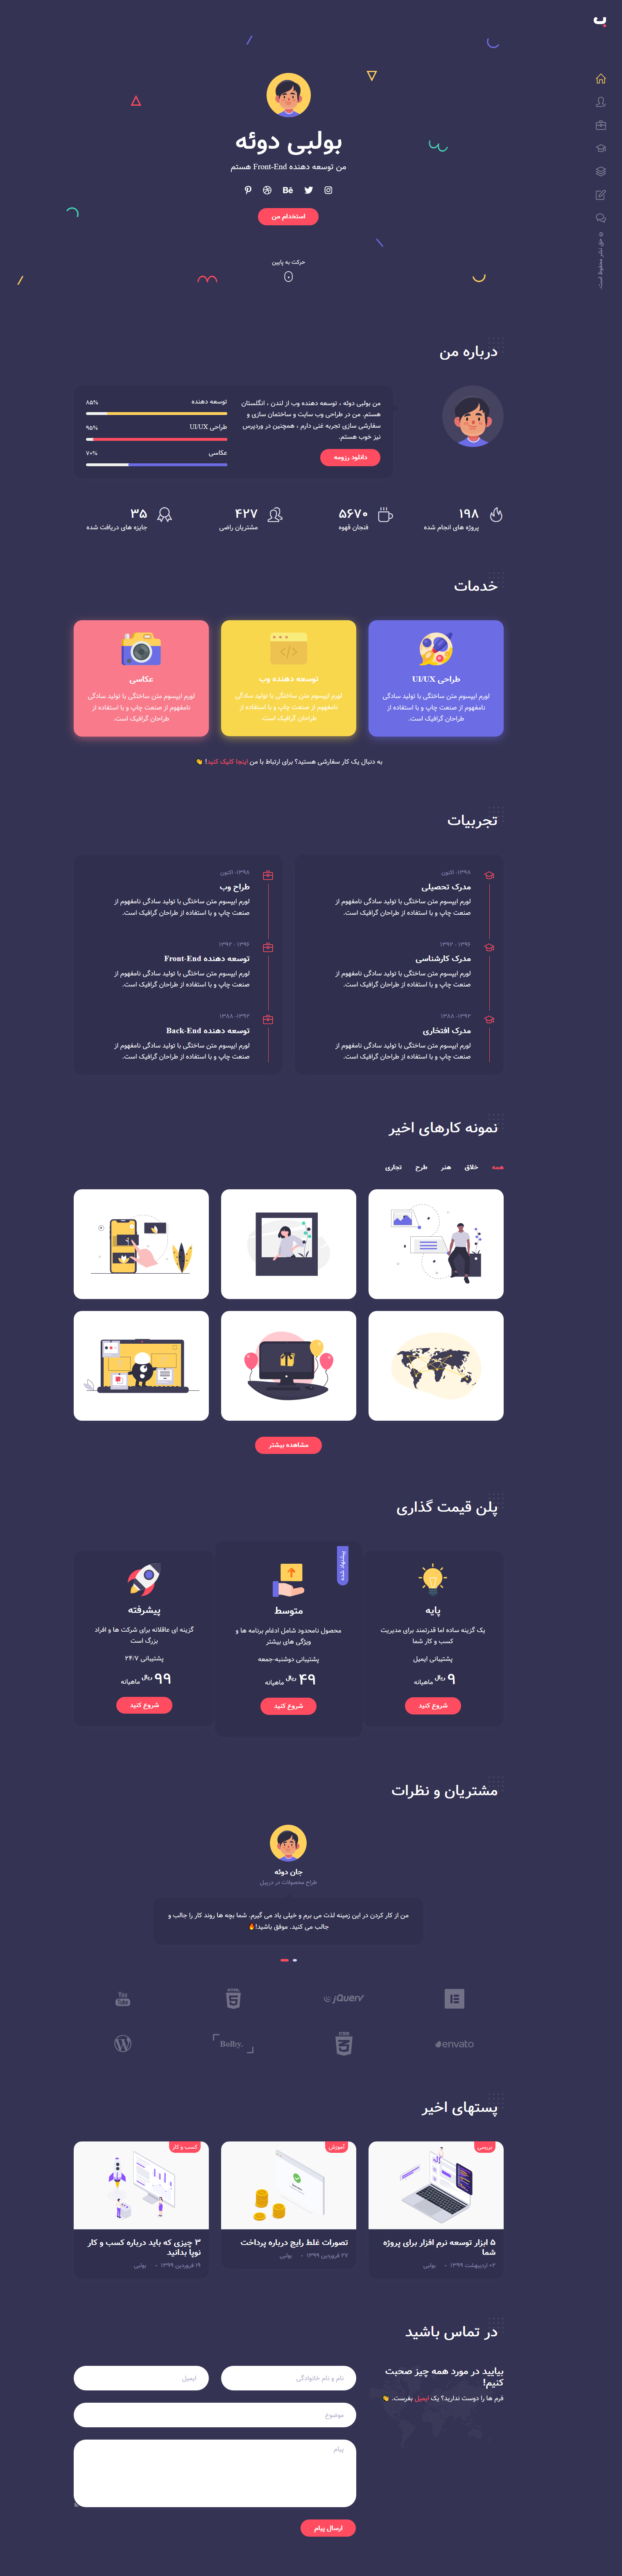 ب
بولبی دوئه
من توسعه دهنده Front-End هستم
Bē
استخدام من
حرکت به پایین
© حق نشر محفوظ است.
درباره من
من بولبی دوئه ، توسعه دهنده وب از لندن ، انگلستان
هستم. من در طراحی وب سایت و ساختمان سازی و
سفارشی سازی تجربه غنی دارم ، همچنین در وردپرس
نیز خوب هستم.
دانلود رزومه
توسعه دهنده
۸۵%
طراحی UI/UX
۹۵%
عکاسی
۷۰%
۱۹۸
پروژه های انجام شده
۵۶۷۰
فنجان قهوه
۴۲۷
مشتریان راضی
۳۵
جایزه های دریافت شده
خدمات
طراحی UI/UX
لورم ایپسوم متن ساختگی با تولید سادگی
نامفهوم از صنعت چاپ و با استفاده از
طراحان گرافیک است.
توسعه دهنده وب
لورم ایپسوم متن ساختگی با تولید سادگی
نامفهوم از صنعت چاپ و با استفاده از
طراحان گرافیک است.
عکاسی
لورم ایپسوم متن ساختگی با تولید سادگی
نامفهوم از صنعت چاپ و با استفاده از
طراحان گرافیک است.
به دنبال یک کار سفارشی هستید؟ برای ارتباط با من اینجا کلیک کنید! 👋
تجربیات
۱۳۹۸- اکنون
مدرک تحصیلی
لورم ایپسوم متن ساختگی با تولید سادگی نامفهوم از
صنعت چاپ و با استفاده از طراحان گرافیک است.
۱۳۹۶ - ۱۳۹۲
مدرک کارشناسی
لورم ایپسوم متن ساختگی با تولید سادگی نامفهوم از
صنعت چاپ و با استفاده از طراحان گرافیک است.
۱۳۹۲- ۱۳۸۸
مدرک افتخاری
لورم ایپسوم متن ساختگی با تولید سادگی نامفهوم از
صنعت چاپ و با استفاده از طراحان گرافیک است.
۱۳۹۸- اکنون
طراح وب
لورم ایپسوم متن ساختگی با تولید سادگی نامفهوم از
صنعت چاپ و با استفاده از طراحان گرافیک است.
۱۳۹۶ - ۱۳۹۲
توسعه دهنده Front-End
لورم ایپسوم متن ساختگی با تولید سادگی نامفهوم از
صنعت چاپ و با استفاده از طراحان گرافیک است.
۱۳۹۲- ۱۳۸۸
توسعه دهنده Back-End
لورم ایپسوم متن ساختگی با تولید سادگی نامفهوم از
صنعت چاپ و با استفاده از طراحان گرافیک است.
نمونه کارهای اخیر
همه
خلاق
هنر
طرح
تجاری
مشاهده بیشتر
پلن قیمت گذاری
پایه
یک گزینه ساده اما قدرتمند برای مدیریت
کسب و کار شما
پشتیبانی ایمیل
۹ ریال ماهیانه
شروع کنید
پیشنهاد شده
متوسط
محصول نامحدود شامل ادغام برنامه ها و
ویژگی های بیشتر
پشتیبانی دوشنبه-جمعه
۴۹ ریال ماهیانه
شروع کنید
پیشرفته
گزینه ای عاقلانه برای شرکت ها و افراد
بزرگ است
پشتیبانی ۲۴/۷
۹۹ ریال ماهیانه
شروع کنید
مشتریان و نظرات
جان دوئه
طراح محصولات در دریبل
من از کار کردن در این زمینه لذت می برم و خیلی یاد می گیرم. شما بچه ها روند کار را جالب و
جالب می کنید. موفق باشید!🔥
jQuery
HTML
5
You
Tube
envato
CSS
3
Bolby.
پستهای اخیر
بررسی
۵ ابزار توسعه نرم افزار برای پروژه
شما
۰۲ اردیبهشت ۱۳۹۹ • بولبی
آموزش
تصورات غلط رایج درباره پرداخت
۲۷ فروردین ۱۳۹۹ • بولبی
کسب و کار
۳ چیزی که باید درباره کسب و کار
نوپا بدانید
۱۹ فروردین ۱۳۹۹ • بولبی
در تماس باشید
بیایید در مورد همه چیز صحبت
کنیم!
فرم ها را دوست ندارید؟ یک ایمیل بفرست. 👋
نام و نام خانوادگی
ایمیل
موضوع
پیام
ارسال پیام